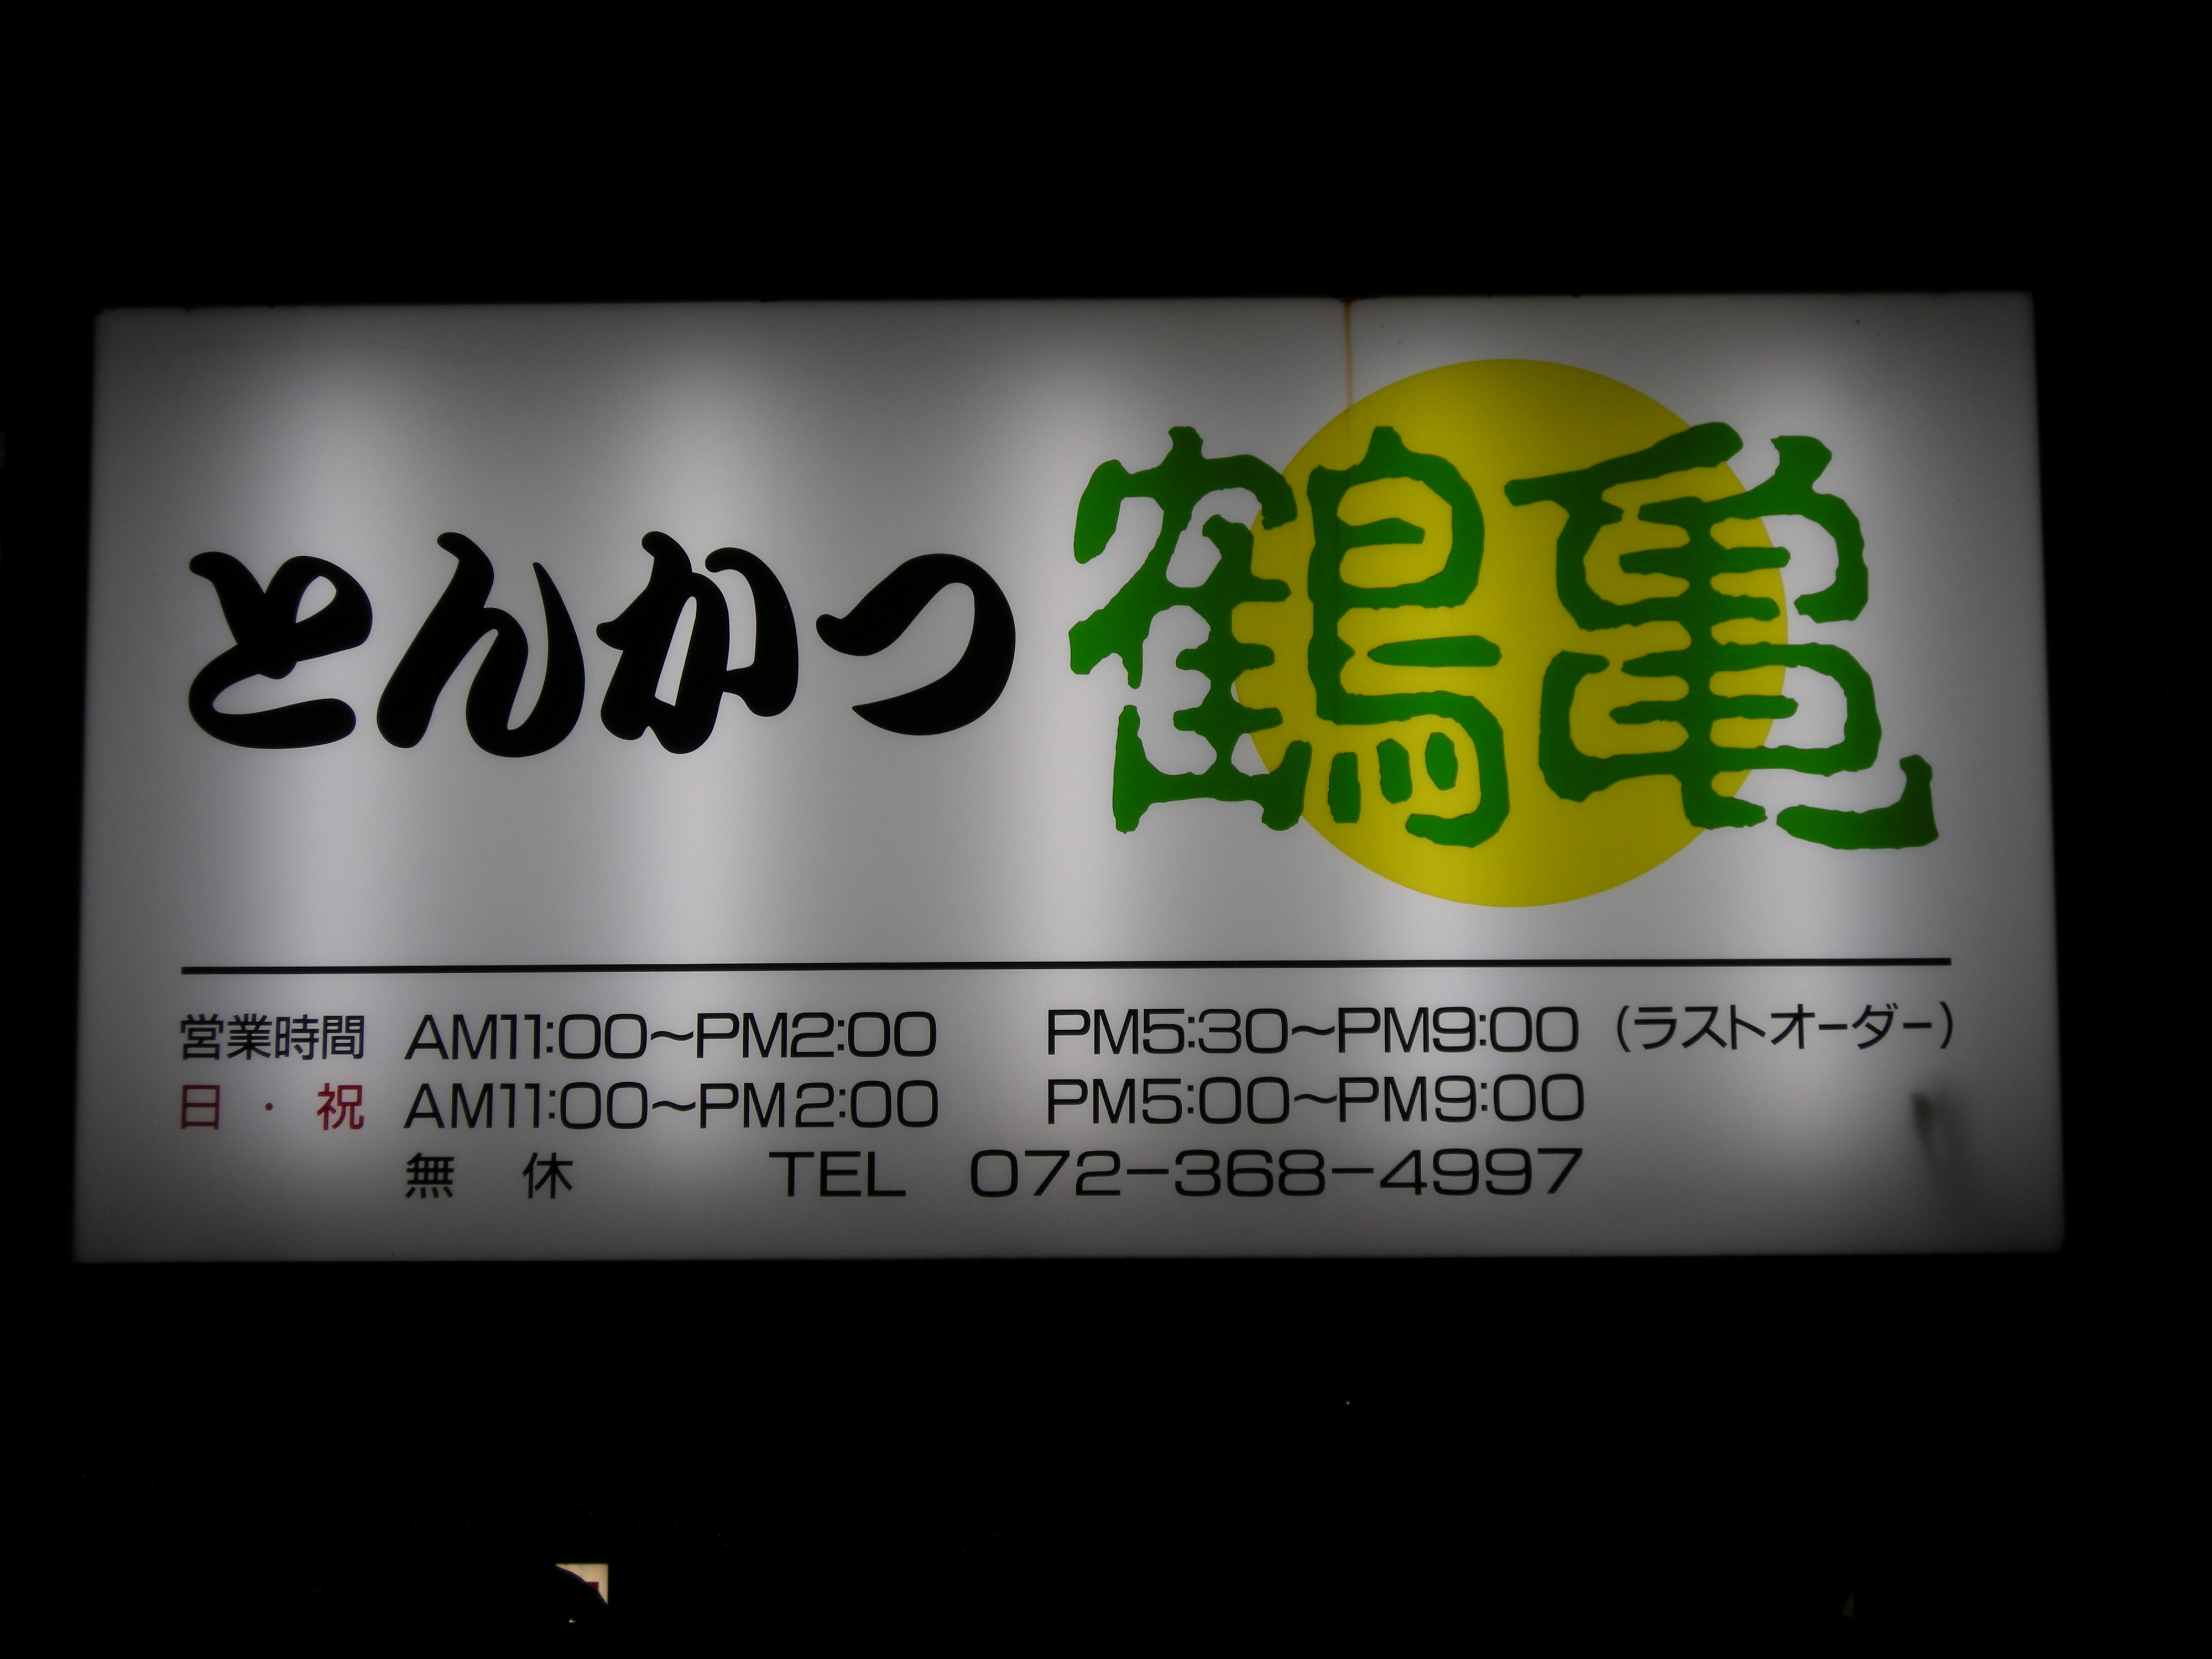 とんかつ 鶴亀
営業時間 AM11:00～PM2:00 PM5:30～PM9:00 (ラストオーダー)
日・祝 AM11:00～PM2:00 PM5:00～PM9:00
無休 TEL 072-368-4997